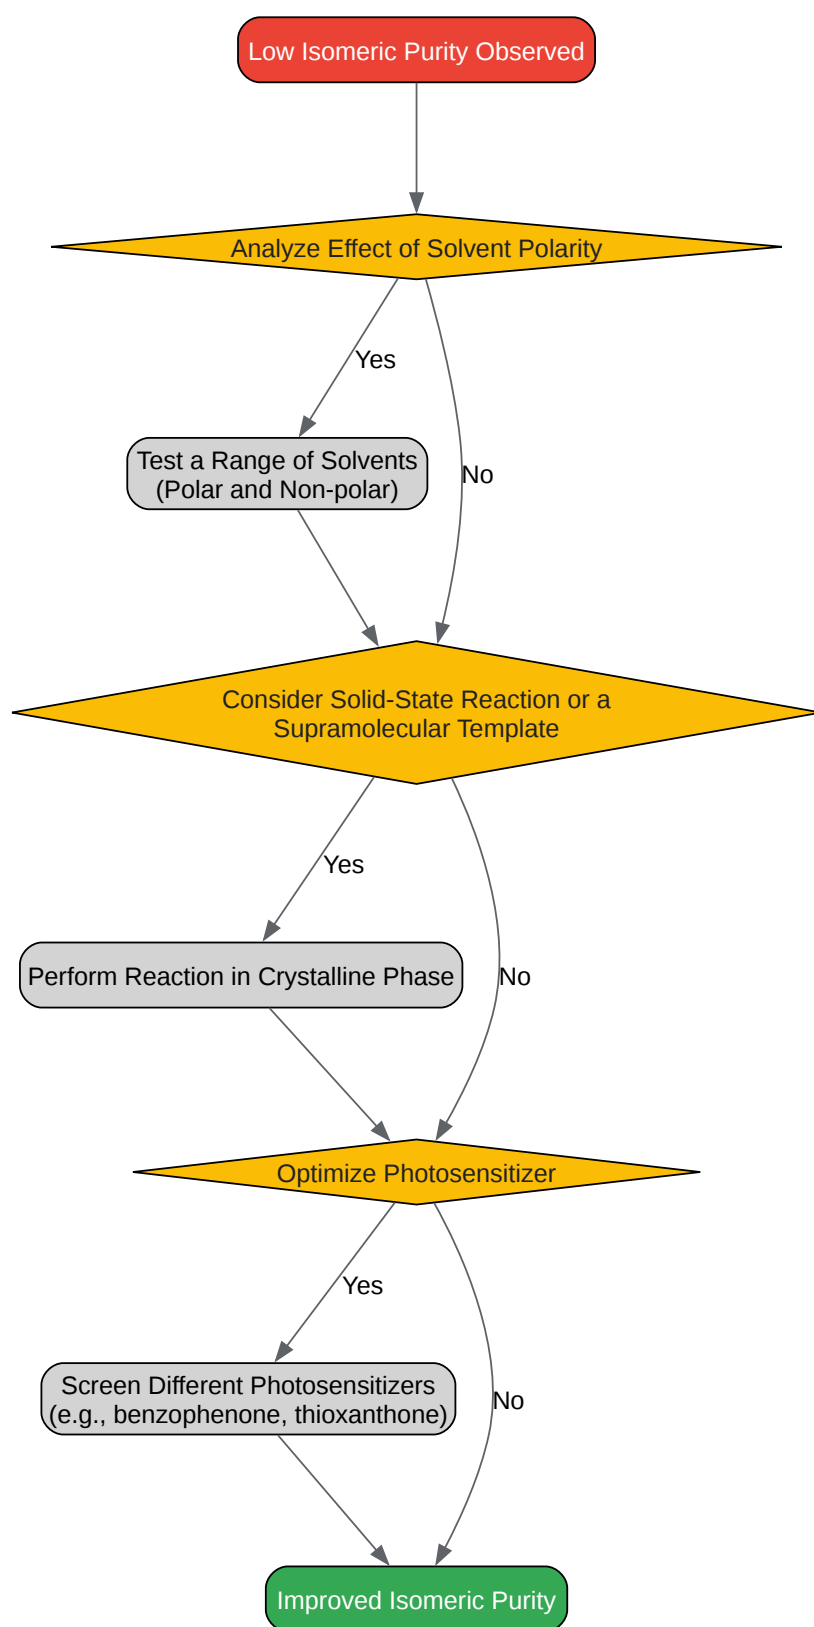 Low Isomeric Purity Observed
Analyze Effect of Solvent Polarity
Yes
Test a Range of Solvents
(Polar and Non-polar)
No
Consider Solid-State Reaction or a
Supramolecular Template
Yes
Perform Reaction in Crystalline Phase
No
Optimize Photosensitizer
Yes
Screen Different Photosensitizers
(e.g., benzophenone, thioxanthone)
No
Improved Isomeric Purity